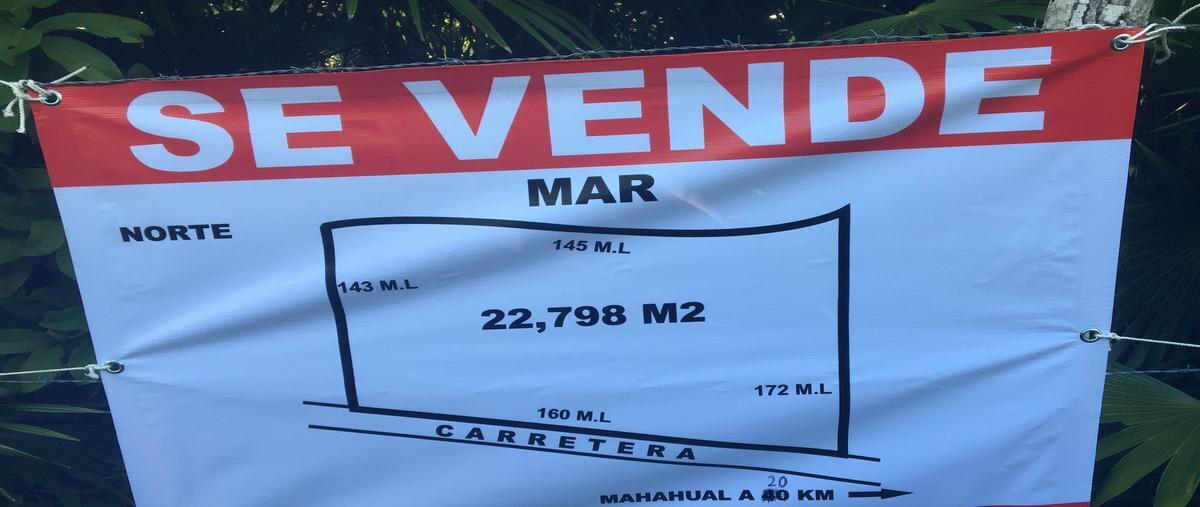 SE VENDE
MAR
NORTE
145 M.L
143 M.L
22,798 M2
172 M.L
160 M.L
CARRETERA
20
MAHAHUAL A 40 KM